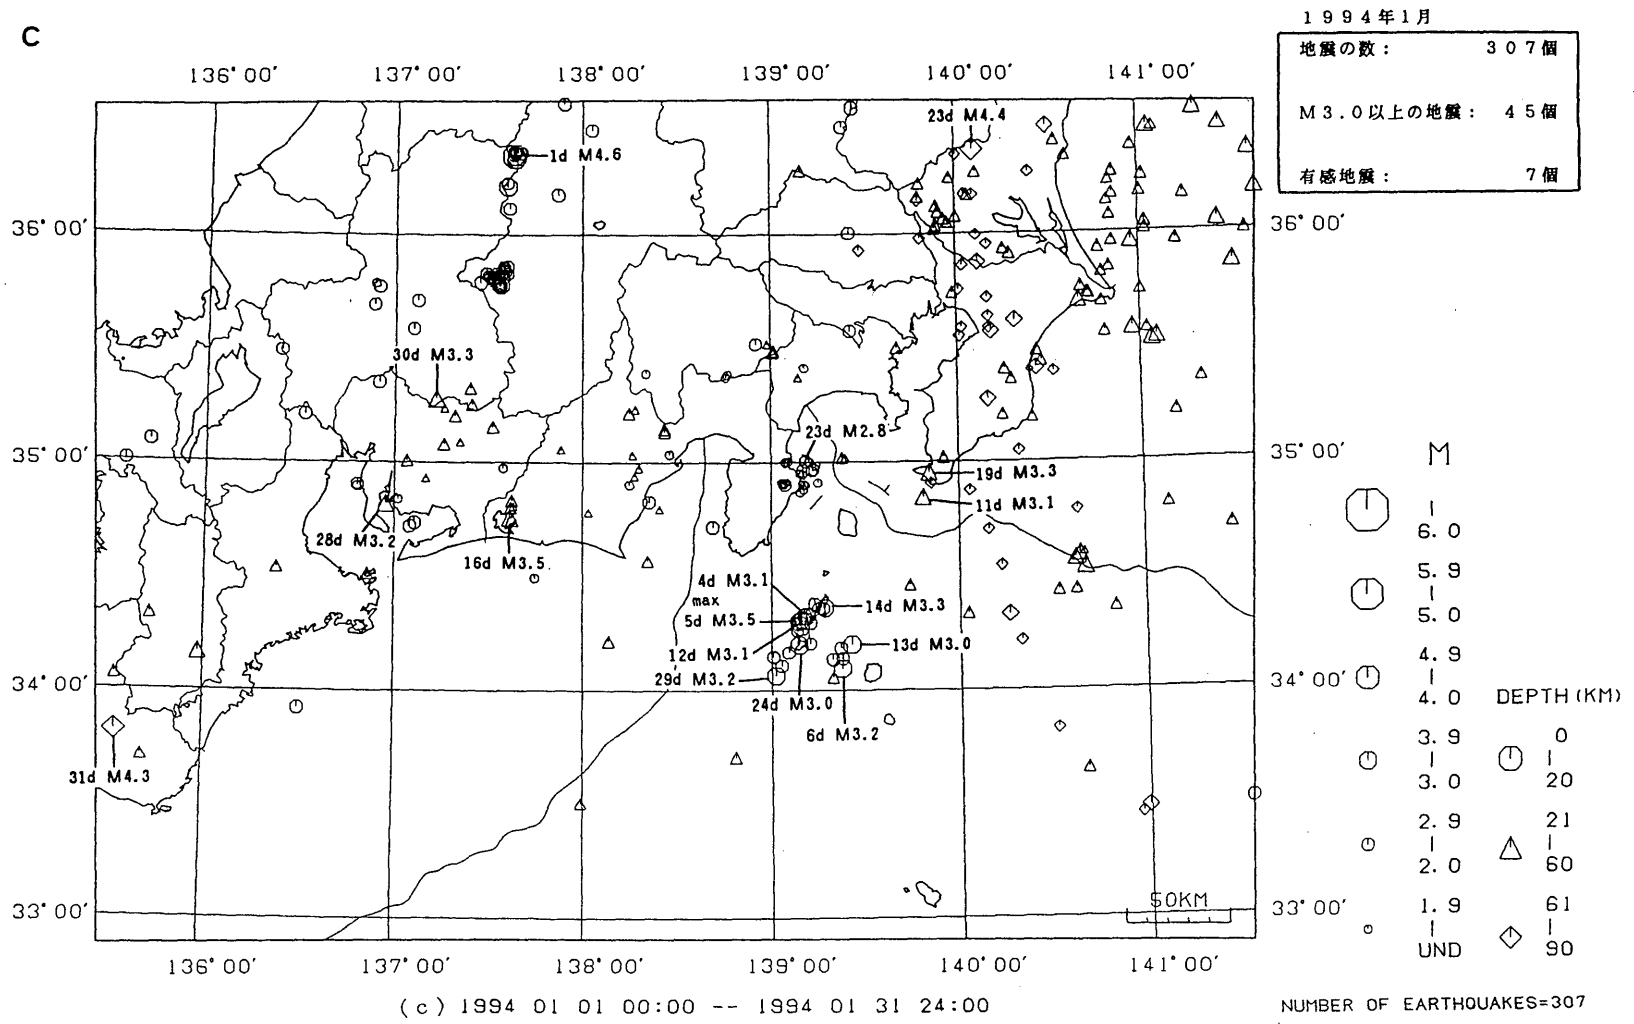 C
1994年1月
地震の数： 307個
M3.0以上の地震： 45個
有感地震： 7個
136°00′ 137°00′ 138°00′ 139°00′ 140°00′ 141°00′
23d M4.4
1d M4.6
36°00′ 36°00′
30d M3.3
23d M2.8
35°00′ 35°00′
19d M3.3
11d M3.1
28d M3.2
16d M3.5
4d M3.1
max
5d M3.5
14d M3.3
12d M3.1
13d M3.0
29d M3.2
24d M3.0
6d M3.2
34°00′ 34°00′
31d M4.3
33°00′ 33°00′
50KM
136°00′ 137°00′ 138°00′ 139°00′ 140°00′ 141°00′
M
6.0
5.9
5.0
4.9
4.0
3.9
3.0
2.9
2.0
1.9
UND
DEPTH (KM)
0
20
21
60
61
90
(c) 1994 01 01 00:00 -- 1994 01 31 24:00
NUMBER OF EARTHQUAKES=307